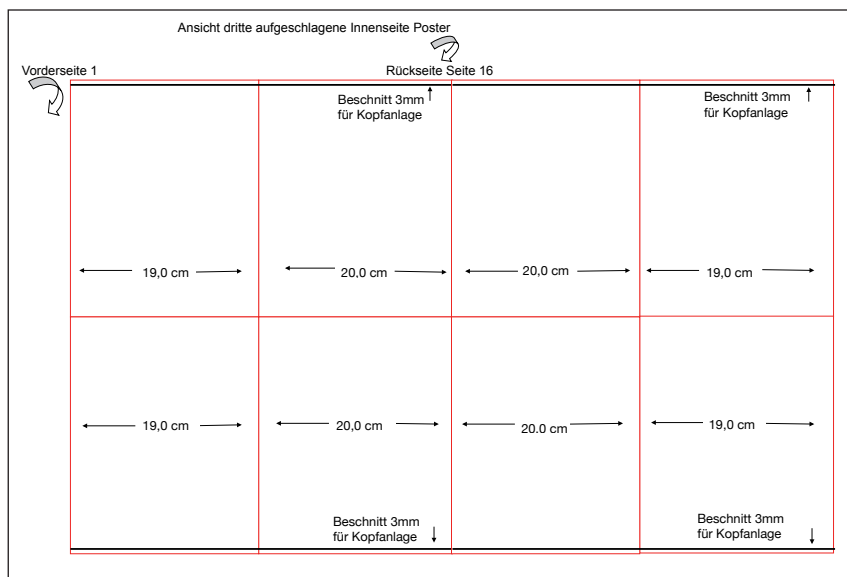 Ansicht dritte aufgeschlagene Innenseite Poster
Vorderseite 1
Rückseite Seite 16
Beschnitt 3mm
für Kopfanlage
Beschnitt 3mm
für Kopfanlage
19,0 cm
20,0 cm
20,0 cm
19,0 cm
19,0 cm
20,0 cm
20.0 cm
19,0 cm
Beschnitt 3mm
für Kopfanlage
Beschnitt 3mm
für Kopfanlage